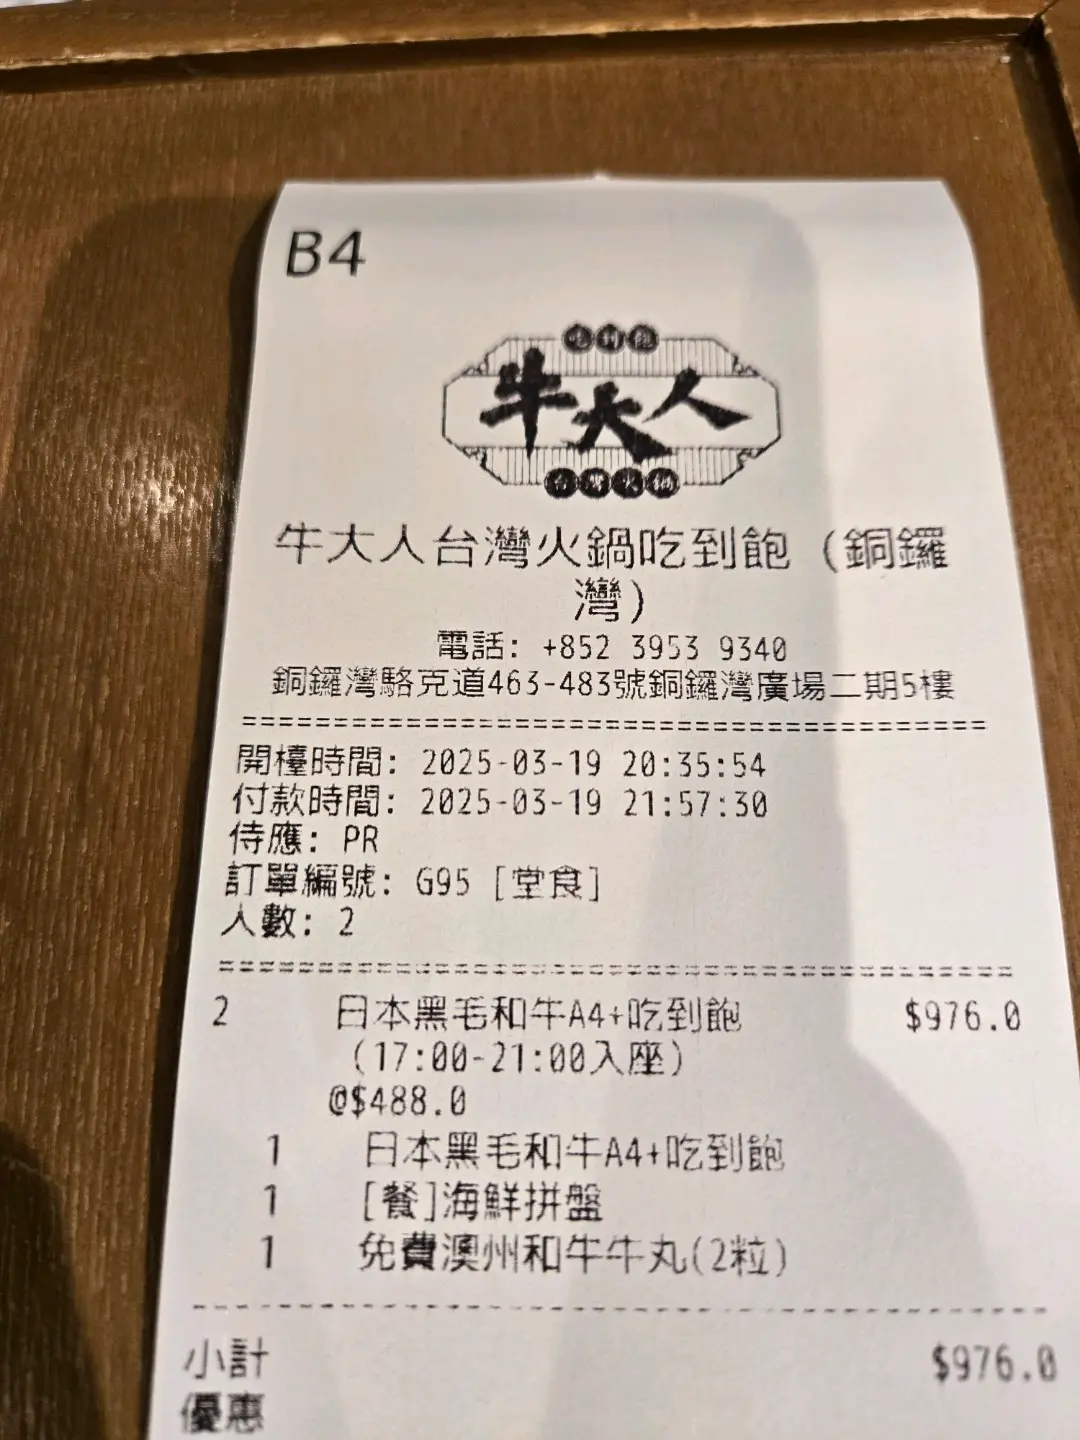 B4
吃到飽
牛大人
台灣火鍋
牛大人台灣火鍋吃到飽 (銅鑼
灣)
電話: +852 3953 9340
銅鑼灣駱克道463-483號銅鑼灣廣場二期5樓
開檯時間: 2025-03-19 20:35:54
付款時間: 2025-03-19 21:57:30
侍應: PR
訂單編號: G95 [堂食]
人數: 2
2 日本黑毛和牛A4+吃到飽 $976.0
(17:00-21:00入座)
@$488.0
1 日本黑毛和牛A4+吃到飽
1 [餐]海鮮拼盤
1 免費澳州和牛牛丸(2粒)
小計 $976.0
優惠